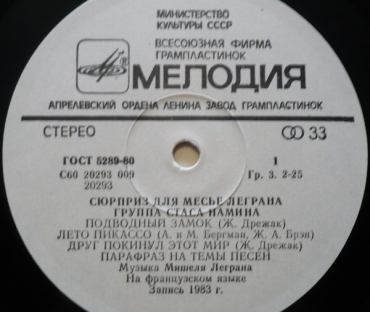 МИНИСТЕРСТВО
КУЛЬТУРЫ СССР
ВСЕСОЮЗНАЯ ФИРМА
ГРАМПЛАСТИНОК
МЕЛОДИЯ
АПРЕЛЕВСКИЙ ОРДЕНА ЛЕНИНА ЗАВОД ГРАМПЛАСТИНОК
СТЕРЕО 33
ГОСТ 5289-80 1
С60 20293 009 Гр. 3. 2-25
20293
СЮРПРИЗ ДЛЯ МЕСЬЕ ЛЕГРАНА
ГРУППА СТАСА НАМИНА
ПОДВОДНЫЙ ЗАМОК (Ж. Дрежак)
ЛЕТО ПИКАССО (А. и М. Бергман, Ж. А. Брэн)
ДРУГ ПОКИНУЛ ЭТОТ МИР (Ж. Дрежак)
ПАРАФРАЗ НА ТЕМЫ ПЕСЕН
Музыка Мишеля Леграна
На французском языке
Запись 1983 г.